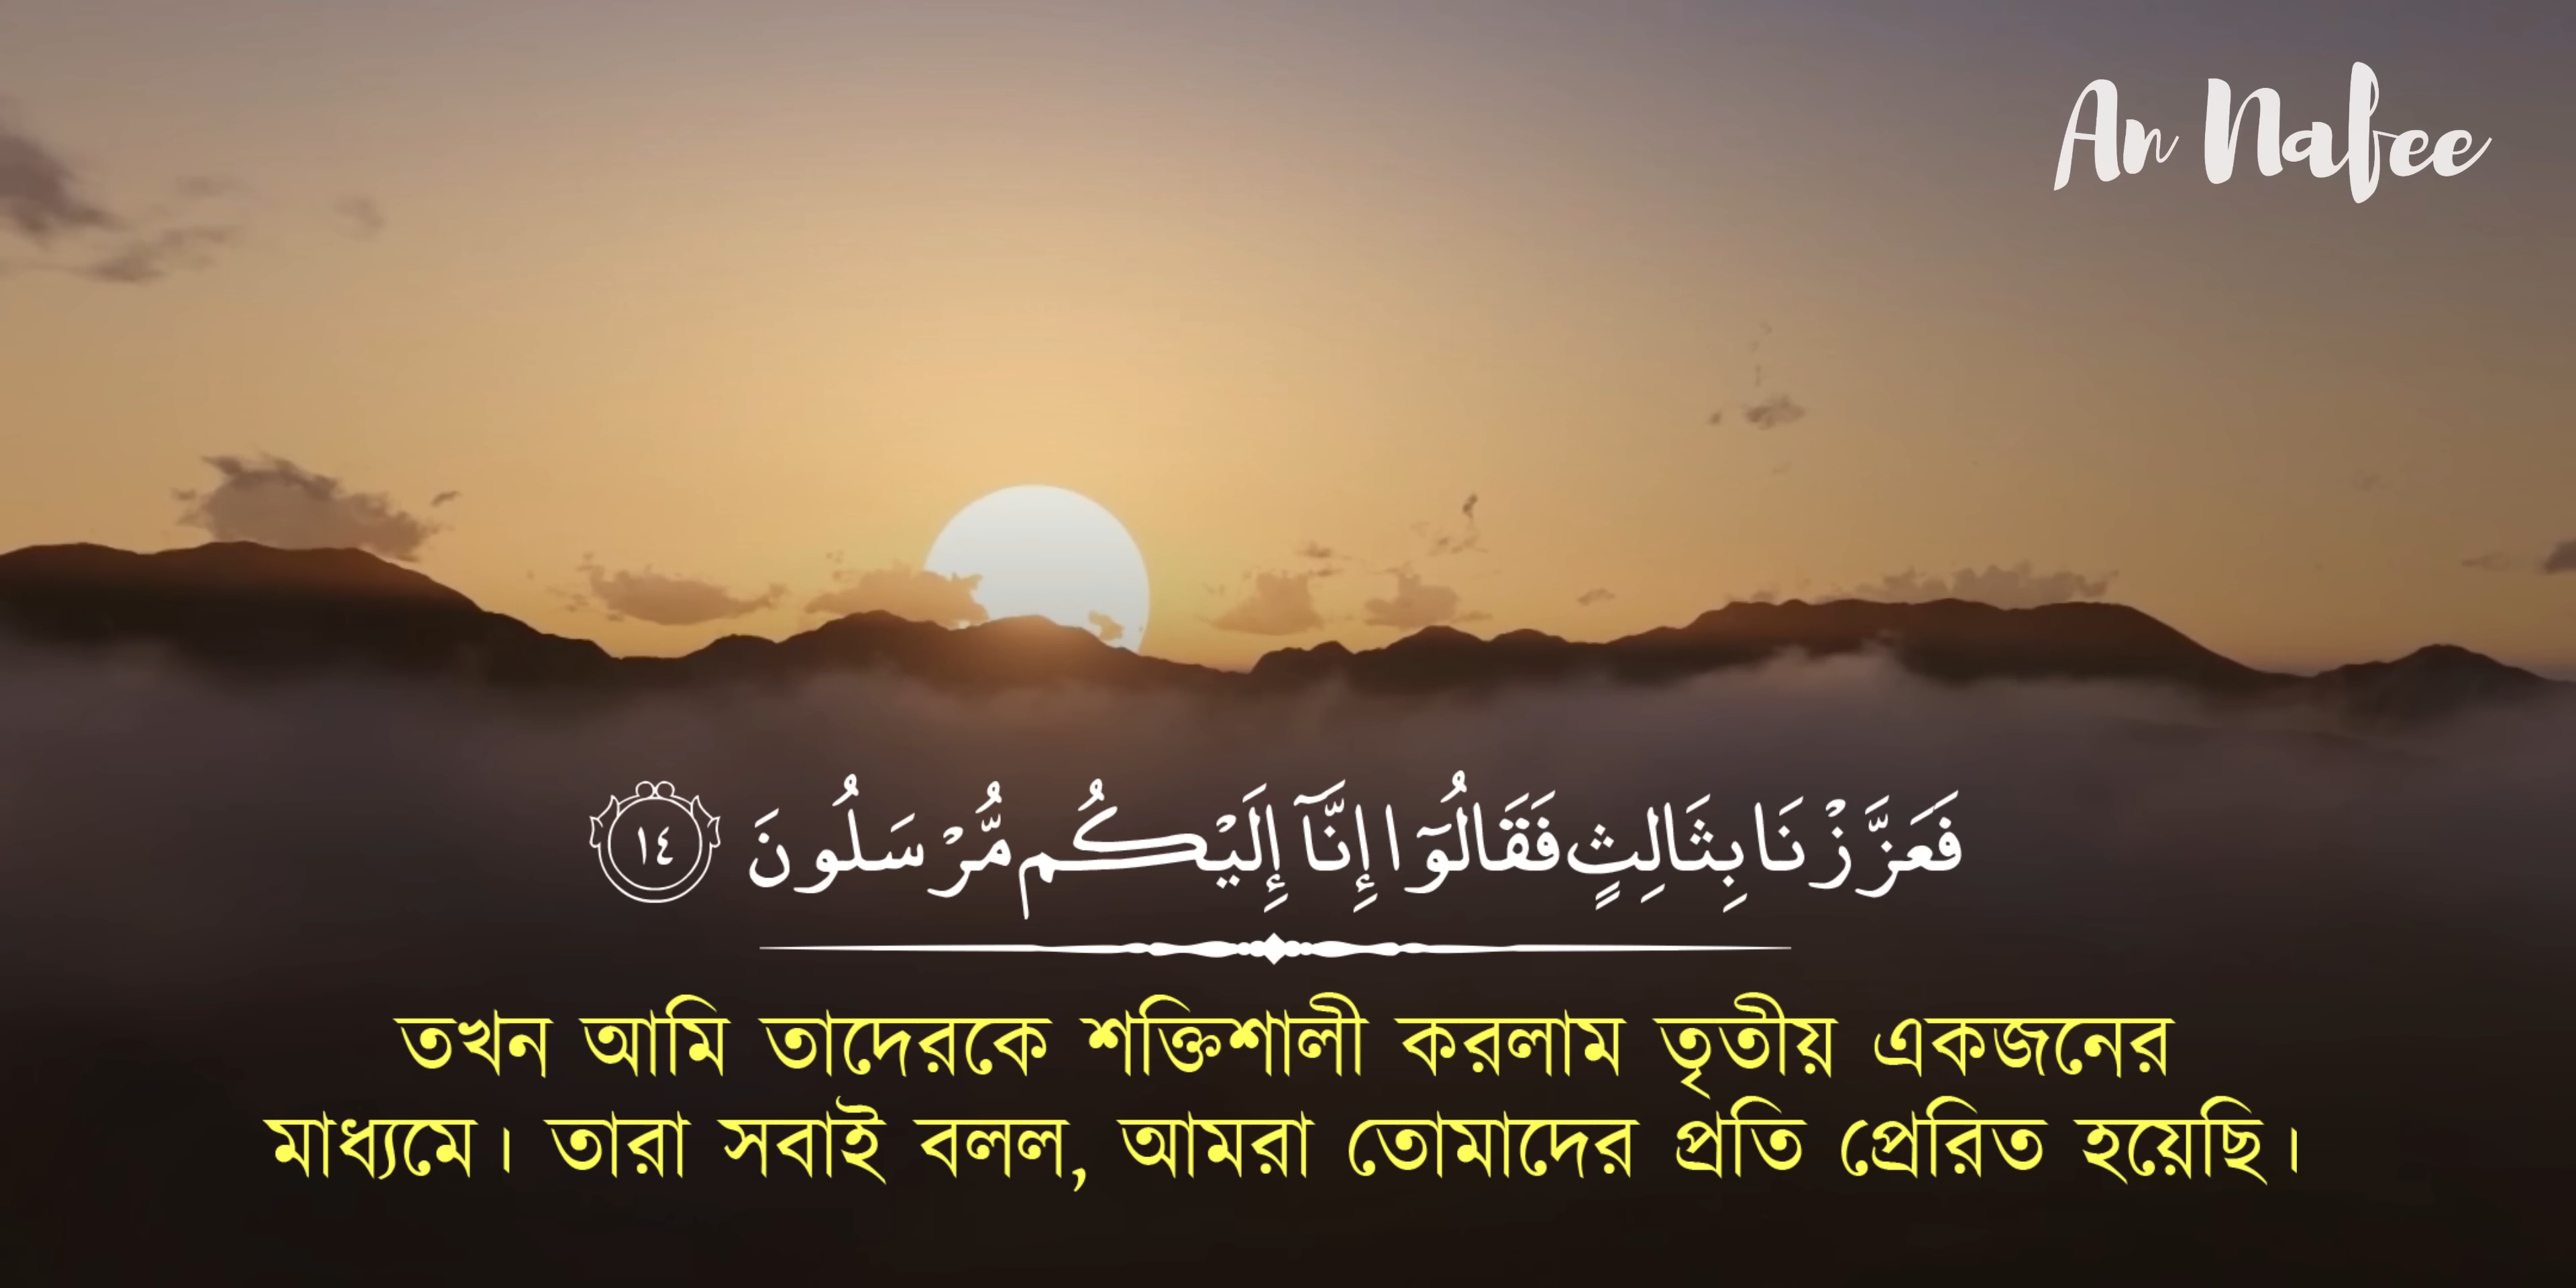 An Nafee
فَعَزَّزْنَا بِثَالِثٍ فَقَالُوٓا إِنَّآ إِلَيْكُم مُّرْسَلُونَ ١٤
তখন আমি তাদেরকে শক্তিশালী করলাম তৃতীয় একজনের
মাধ্যমে। তারা সবাই বলল, আমরা তোমাদের প্রতি প্রেরিত হয়েছি।